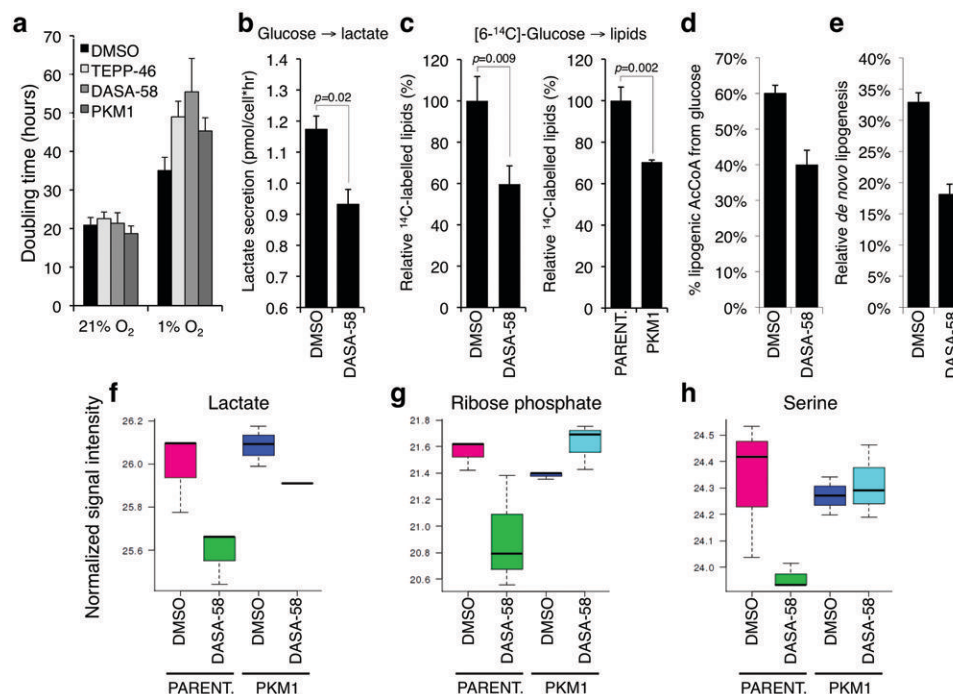 a
Doubling time (hours)
70
60
50
40
30
20
10
0
DMSO
TEPP-46
DASA-58
PKM1
21% O₂
1% O₂
b
Glucose → lactate
Lactate secretion (pmol/cell*hr)
1.4
1.3
1.2
1.1
1.0
0.9
0.8
0.7
0.6
p=0.02
DMSO
DASA-58
c
[6-¹⁴C]-Glucose → lipids
Relative ¹⁴C-labelled lipids (%)
120
100
80
60
40
20
0
p=0.009
DMSO
DASA-58
Relative ¹⁴C-labelled lipids (%)
120
100
80
60
40
20
0
p=0.002
PARENT.
PKM1
d
% lipogenic AcCoA from glucose
70%
60%
50%
40%
30%
20%
10%
0%
DMSO
DASA-58
e
Relative de novo lipogenesis
40%
35%
30%
25%
20%
15%
10%
5%
0%
DMSO
DASA-58
f
Lactate
Normalized signal intensity
26.2
26.0
25.8
25.6
DMSO
DASA-58
DMSO
DASA-58
PARENT.
PKM1
g
Ribose phosphate
21.8
21.6
21.4
21.2
21.0
20.8
20.6
DMSO
DASA-58
DMSO
DASA-58
PARENT.
PKM1
h
Serine
24.5
24.4
24.3
24.2
24.1
24.0
DMSO
DASA-58
DMSO
DASA-58
PARENT.
PKM1